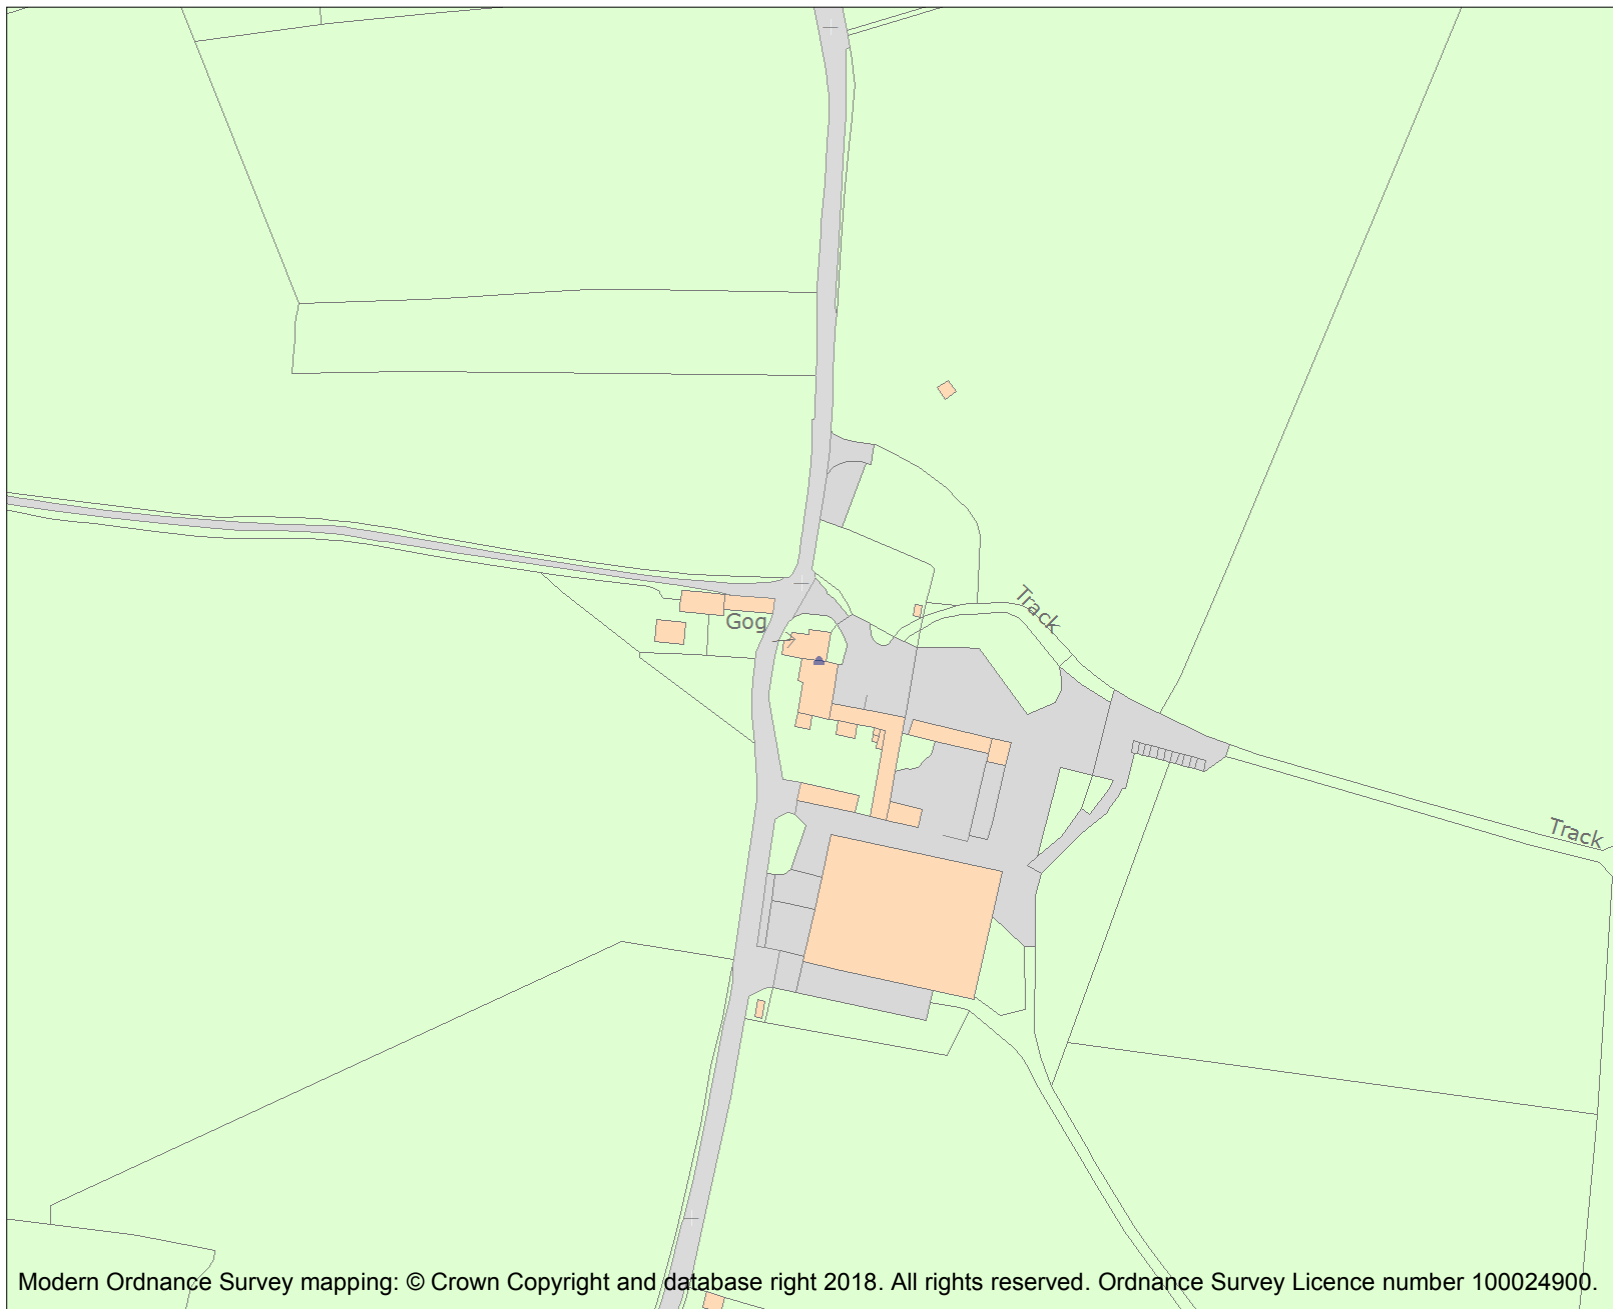 Track
Gog
Track
Modern Ordnance Survey mapping: © Crown Copyright and database right 2018. All rights reserved. Ordnance Survey Licence number 100024900.